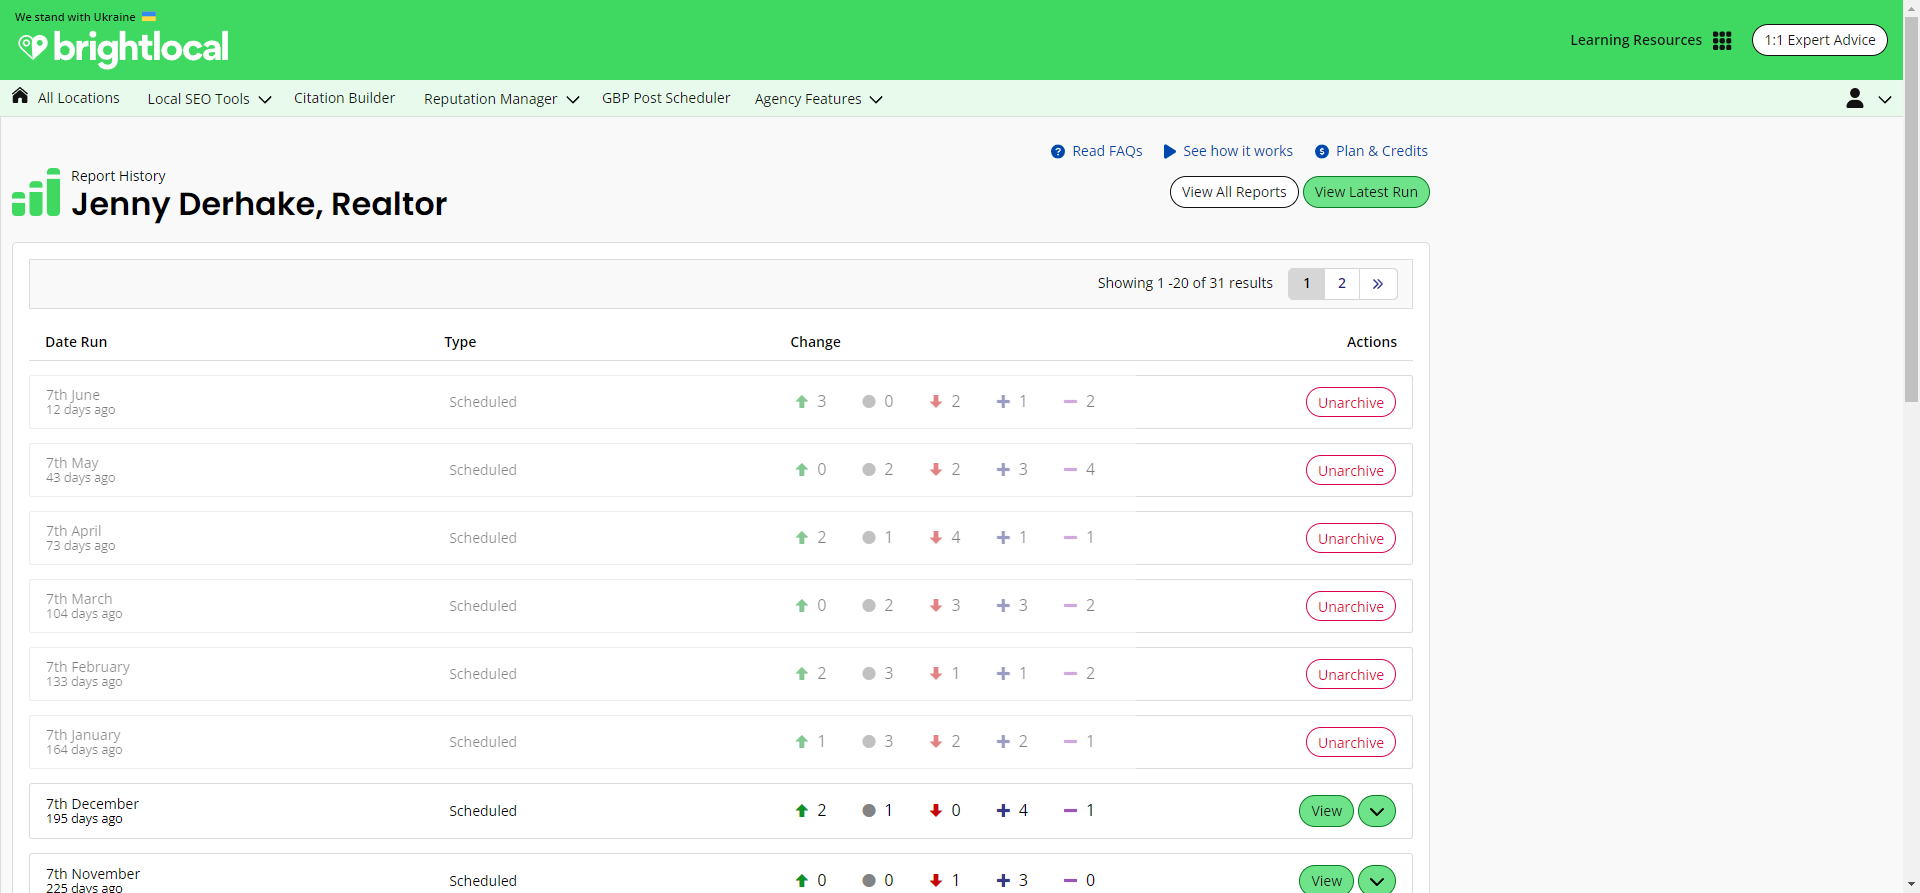 We stand with Ukraine
brightlocal
Learning Resources
1:1 Expert Advice
All Locations
Local SEO Tools
Citation Builder
Reputation Manager
GBP Post Scheduler
Agency Features
Read FAQs
See how it works
Plan & Credits
Report History
Jenny Derhake, Realtor
View All Reports
View Latest Run
Showing 1 -20 of 31 results
1 2 »
Date Run Type Change Actions
7th June
12 days ago
Scheduled 3 0 2 1 2 Unarchive
7th May
43 days ago
Scheduled 0 2 2 3 4 Unarchive
7th April
73 days ago
Scheduled 2 1 4 1 1 Unarchive
7th March
104 days ago
Scheduled 0 2 3 3 2 Unarchive
7th February
133 days ago
Scheduled 2 3 1 1 2 Unarchive
7th January
164 days ago
Scheduled 1 3 2 2 1 Unarchive
7th December
195 days ago
Scheduled 2 1 0 4 1 View
7th November
225 days ago
Scheduled 0 0 1 3 0 View